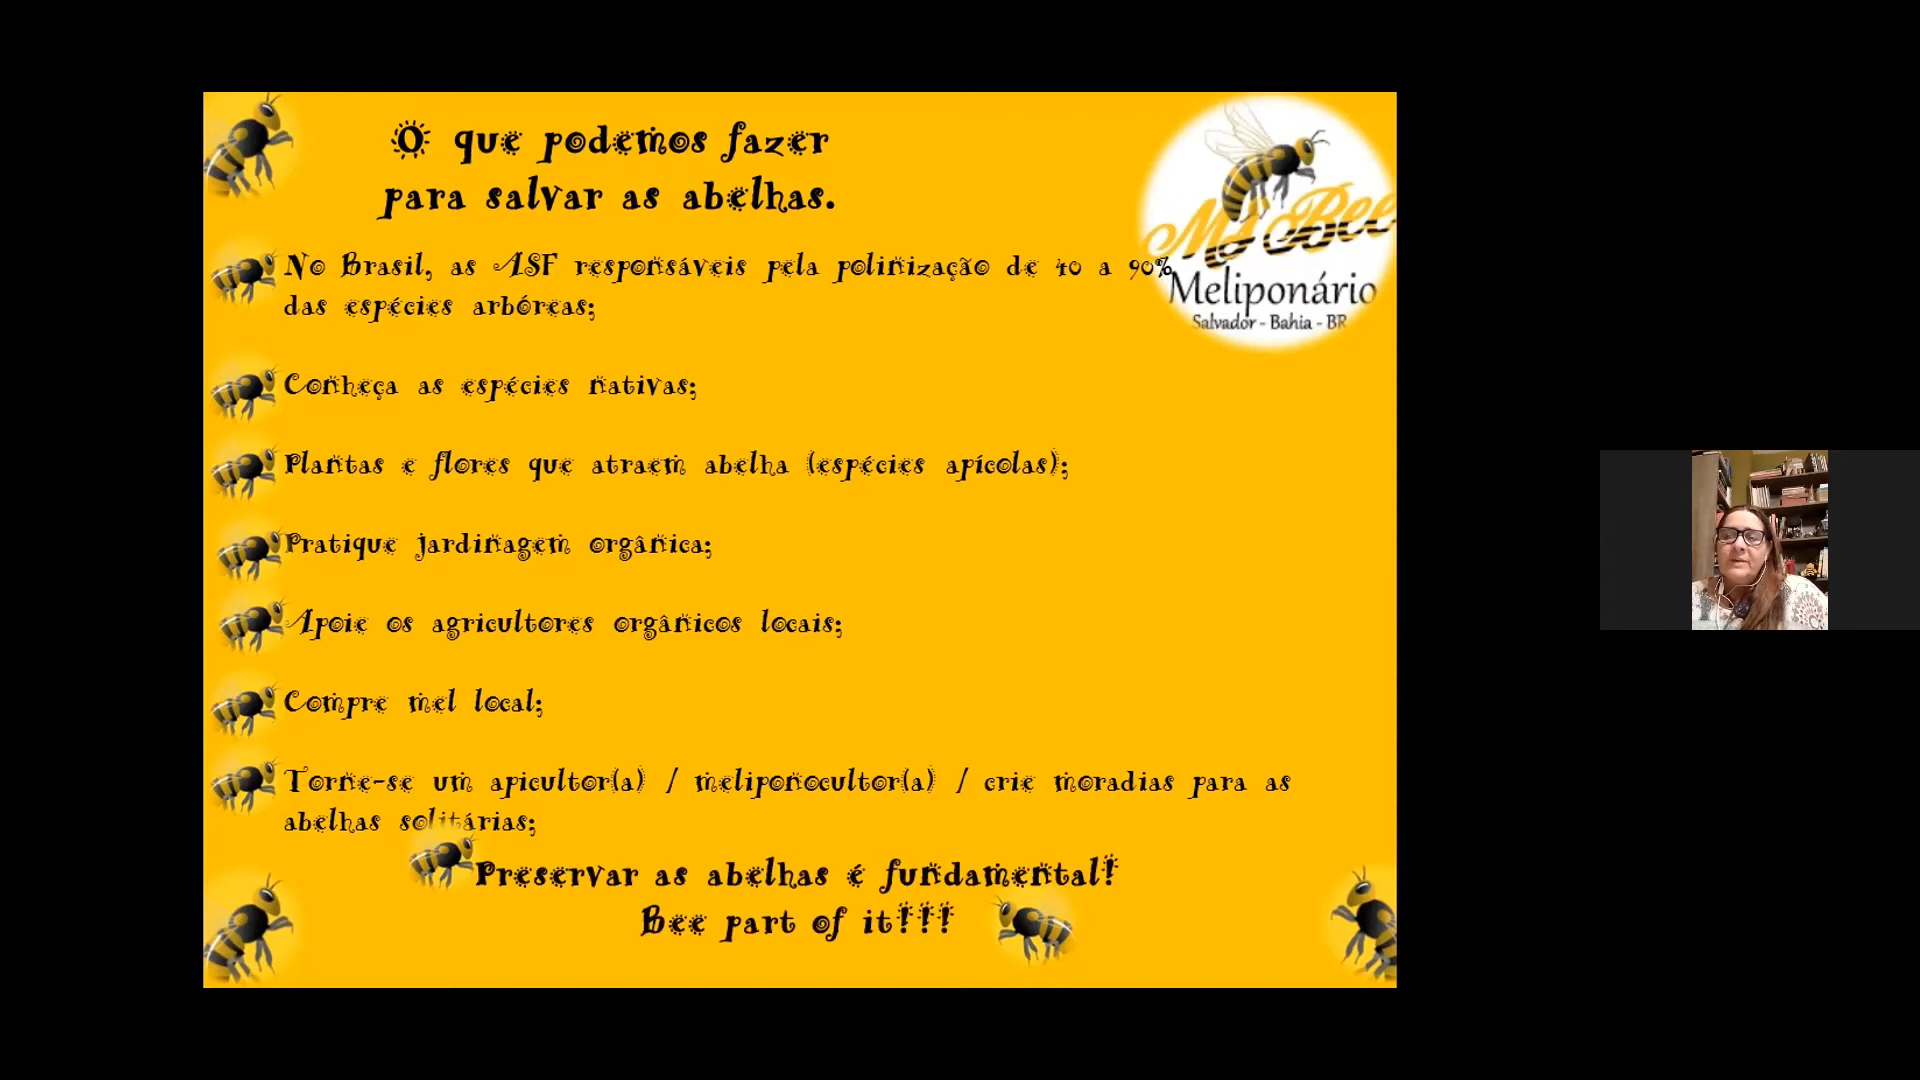 O que podemos fazer
para salvar as abelhas.
Ms Bee
Meliponário
Salvador - Bahia - BR
No Brasil, as ASF responsáveis pela polinização de 40 a 90%
das espécies arbóreas;
Conheça as espécies nativas;
Plantas e flores que atraem abelha (espécies apícolas);
Pratique jardinagem orgânica;
Apoie os agricultores orgânicos locais;
Compre mel local;
Torne-se um apicultor(a) / meliponocultor(a) / crie moradias para as
abelhas solitárias;
Preservar as abelhas é fundamental!
Bee part of it!!!